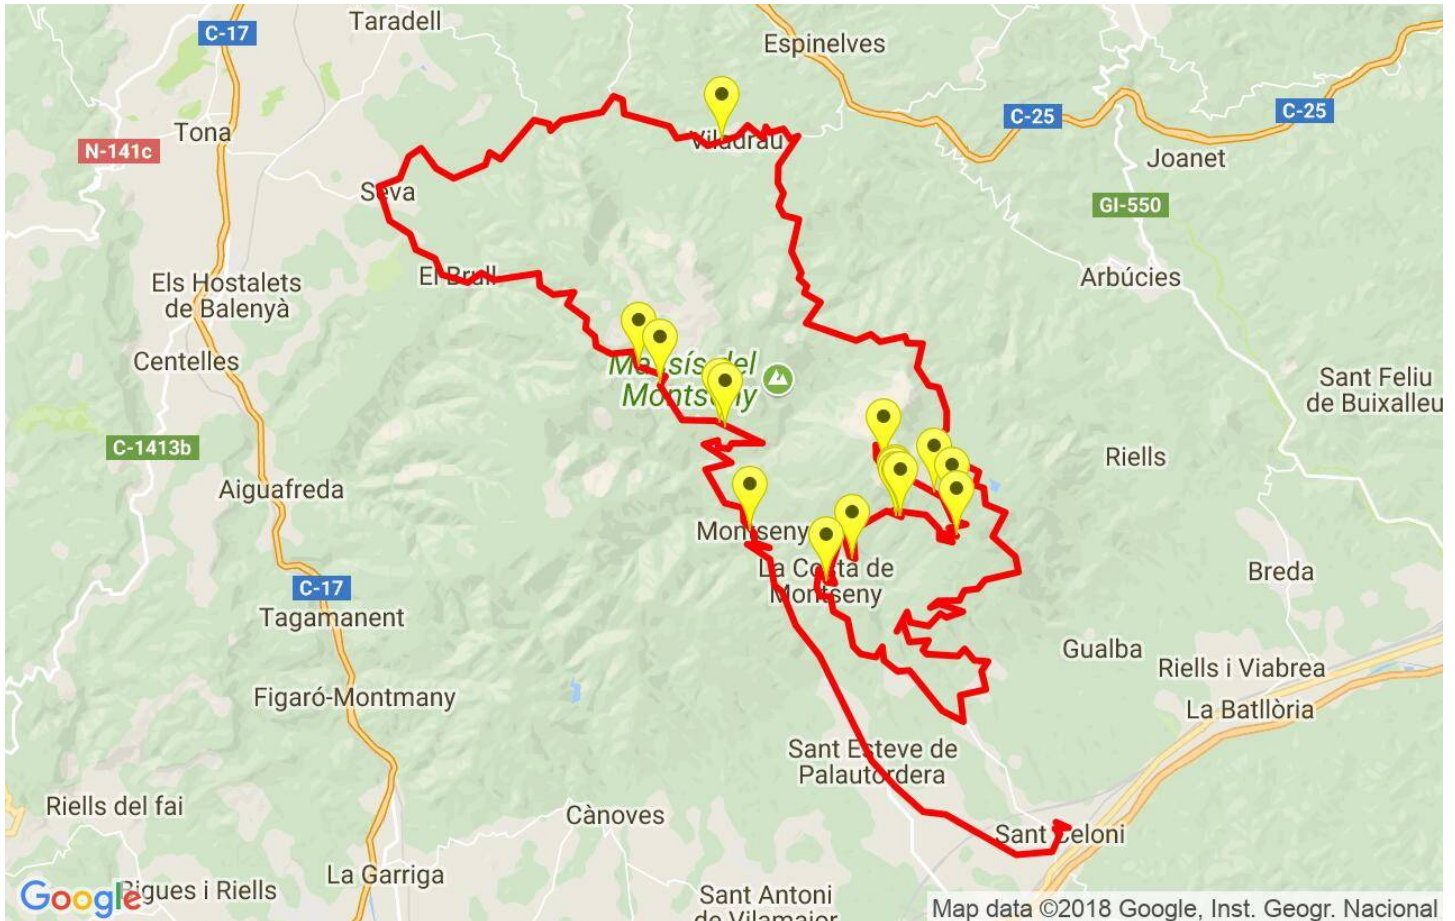 Taradell
C-17
Espinelves
C-25
C-25
Tona
N-141c
Viladrau
Joanet
Seva
GI-550
El Brull
Arbúcies
Els Hostalets
de Balenyà
Centelles
Massís del
Montseny
Sant Feliu
de Buixalleu
C-1413b
Riells
Aiguafreda
Montseny
La Costa de
Montseny
Breda
C-17
Tagamanent
Gualba
Riells i Viabrea
Figaró-Montmany
La Batllòria
Sant Esteve de
Palautordera
Riells del fai
Cànoves
Sant Celoni
La Garriga
Google
Bigues i Riells
Sant Antoni
de Vilamajor
Map data ©2018 Google, Inst. Geogr. Nacional